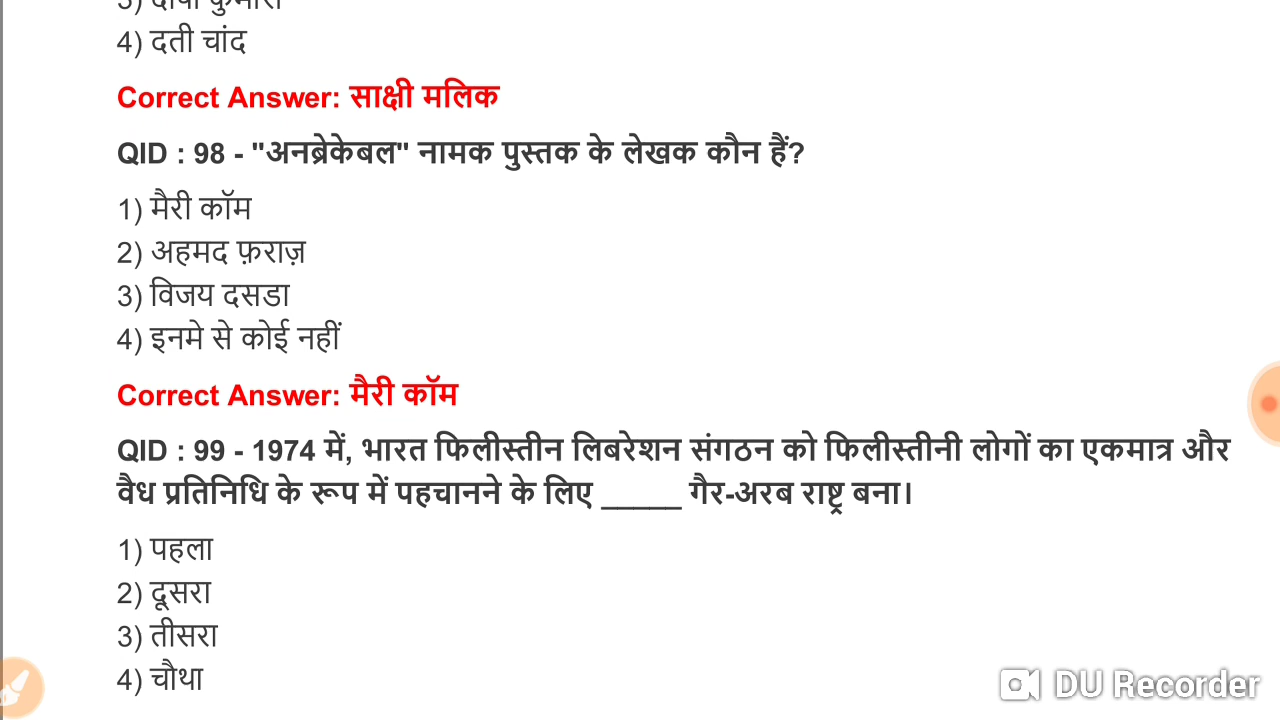 3) दीपा कुमारी
4) दती चांद
Correct Answer: साक्षी मलिक
QID : 98 - "अनब्रेकेबल" नामक पुस्तक के लेखक कौन हैं?
1) मैरी कॉम
2) अहमद फ़राज़
3) विजय दसडा
4) इनमे से कोई नहीं
Correct Answer: मैरी कॉम
QID : 99 - 1974 में, भारत फिलीस्तीन लिबरेशन संगठन को फिलीस्तीनी लोगों का एकमात्र और
वैध प्रतिनिधि के रूप में पहचानने के लिए _____ गैर-अरब राष्ट्र बना।
1) पहला
2) दूसरा
3) तीसरा
4) चौथा
DU Recorder